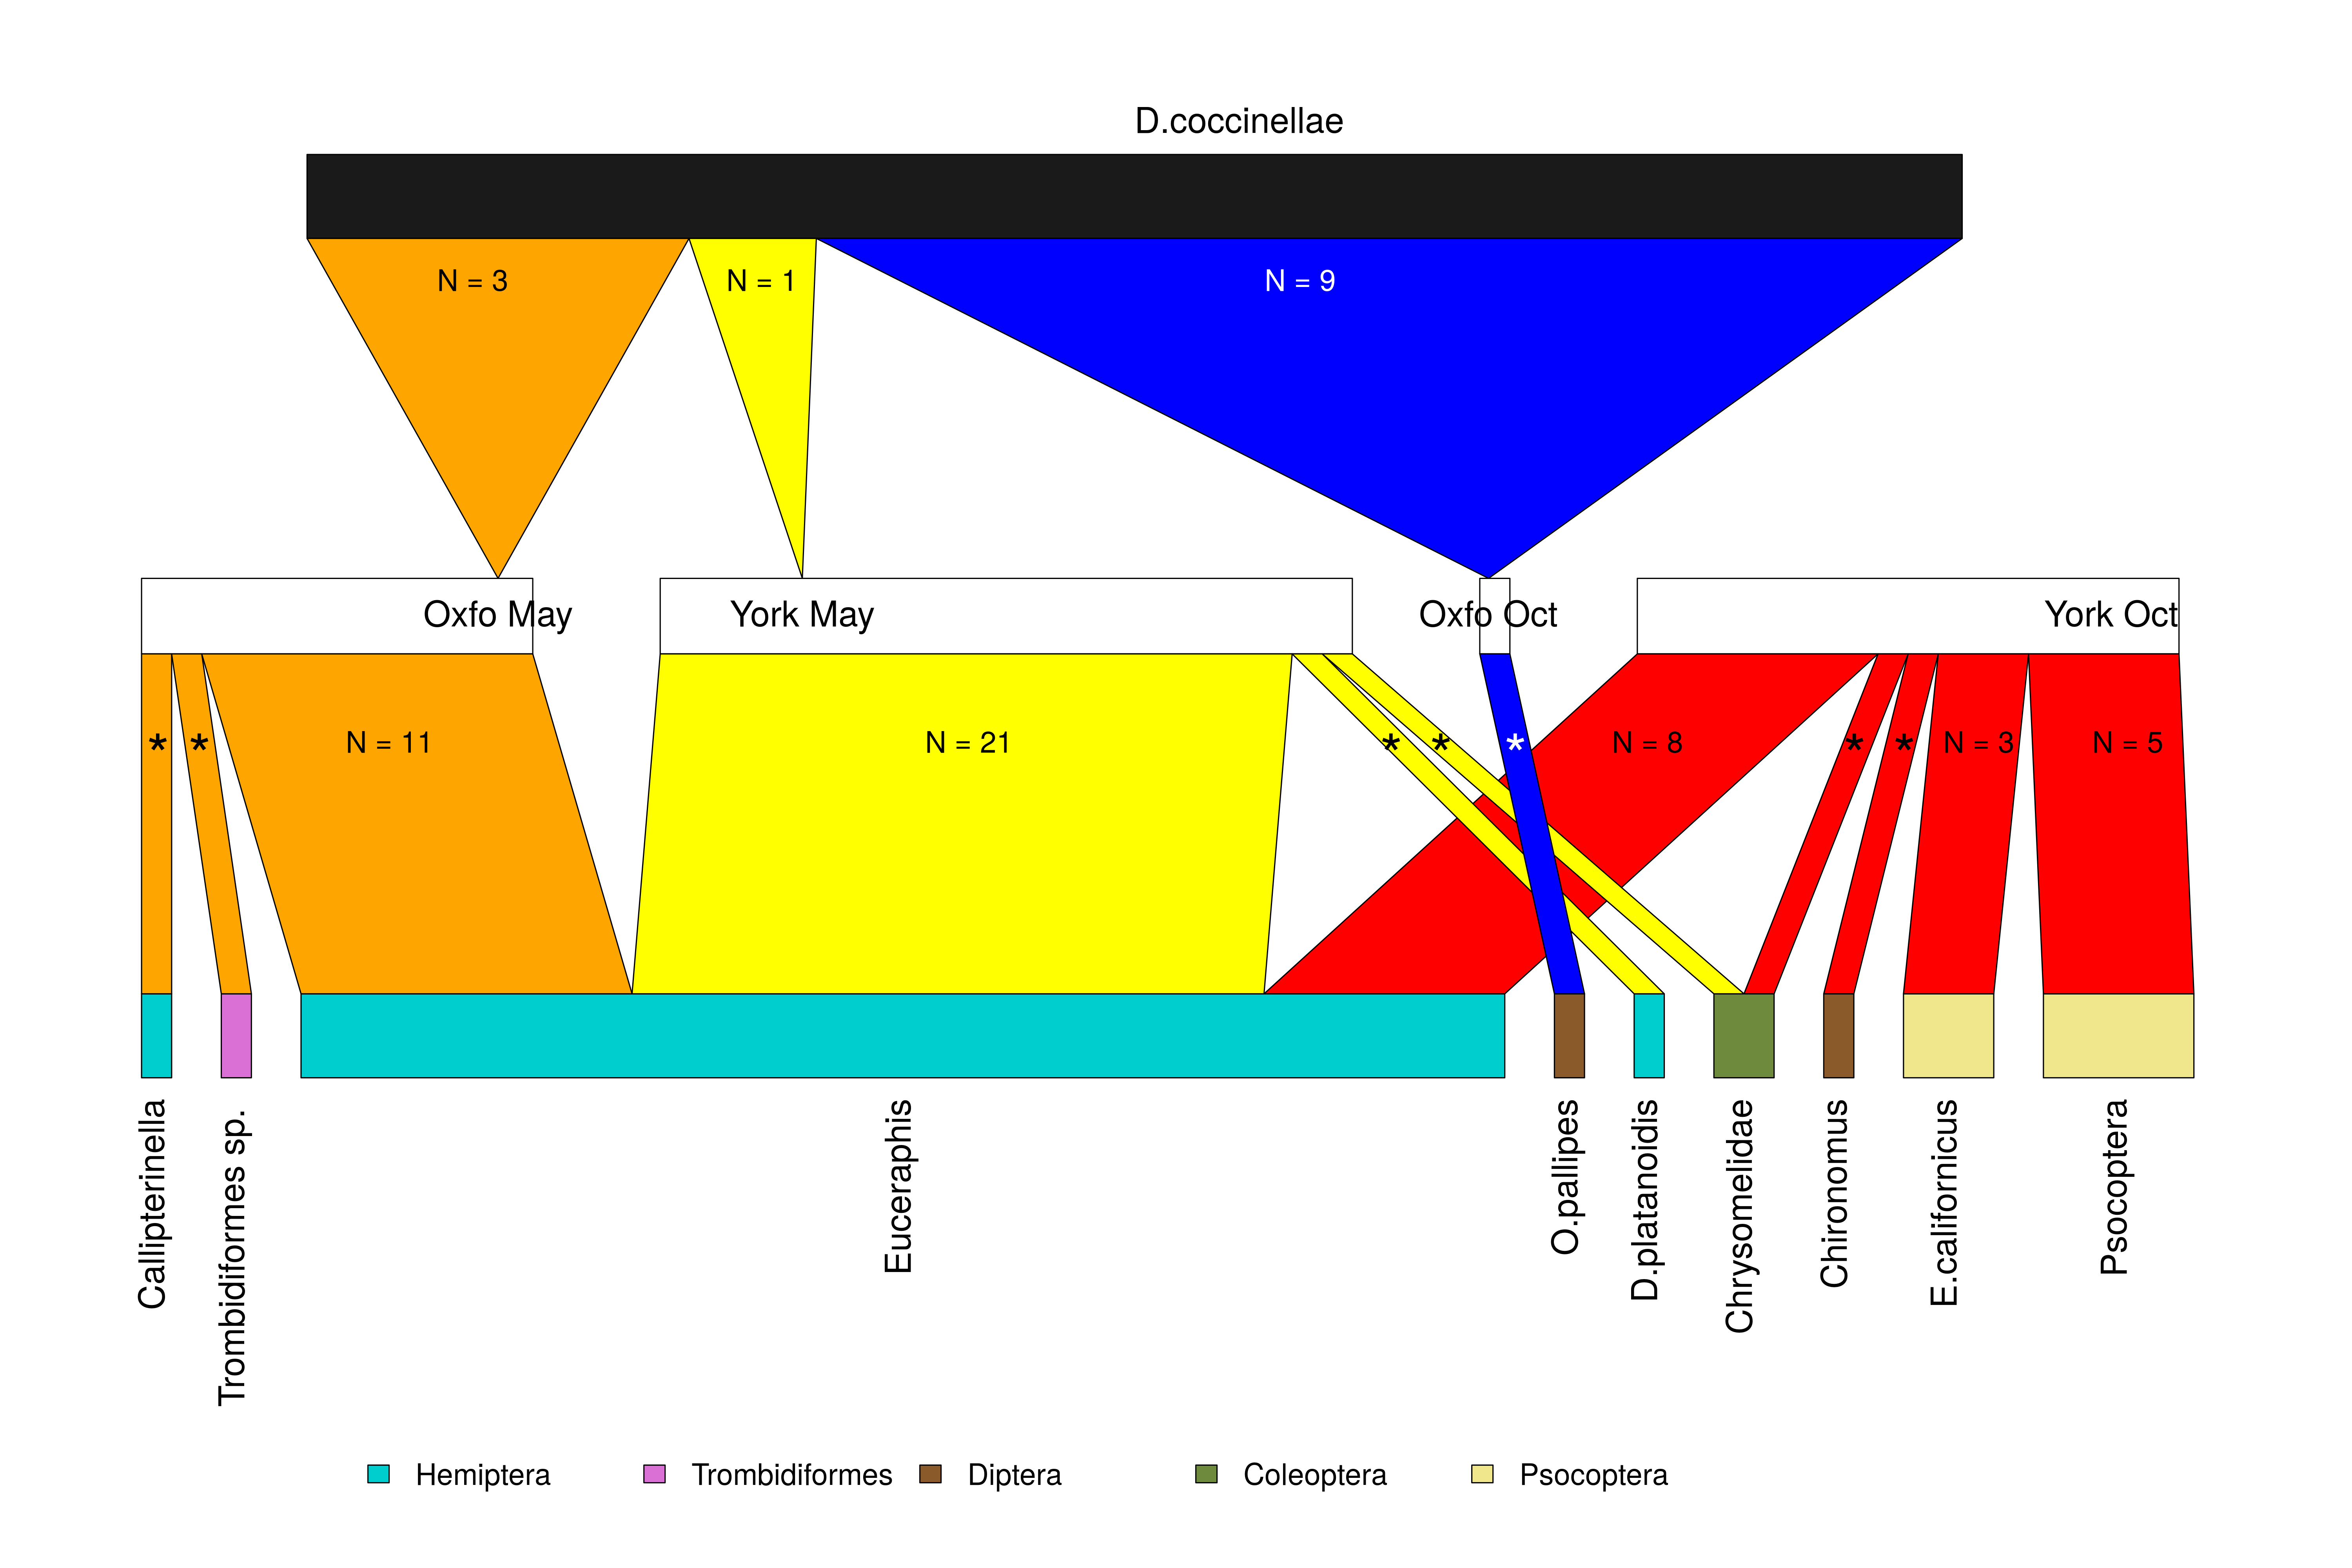 D.coccinellae
N = 3
N = 1
N = 9
Oxfo May
York May
Oxfo Oct
York Oct
*
*
N = 11
N = 21
*
*
*
N = 8
*
*
N = 3
N = 5
Callipterinella
Trombidiformes sp.
Euceraphis
O.pallipes
D.platanoidis
Chrysomelidae
Chironomus
E.californicus
Psocoptera
Hemiptera
Trombidiformes
Diptera
Coleoptera
Psocoptera